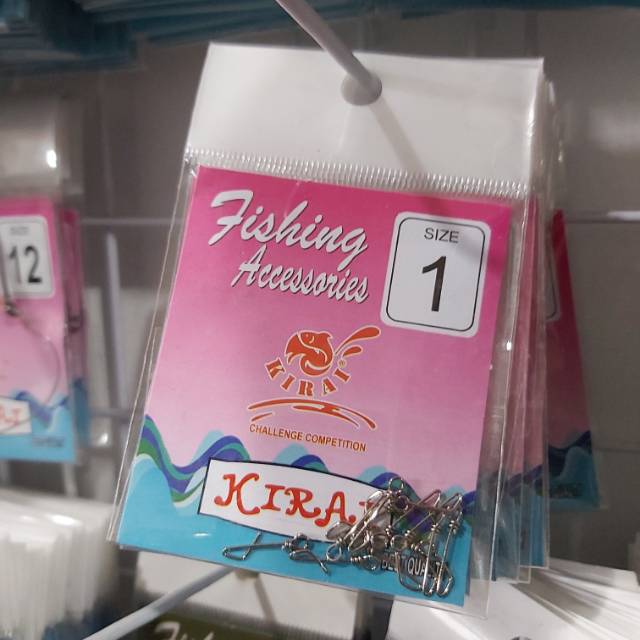 Fishing
Accessories
SIZE
1
KIRAI
CHALLENGE COMPETITION
KIRAI
SIZE
12